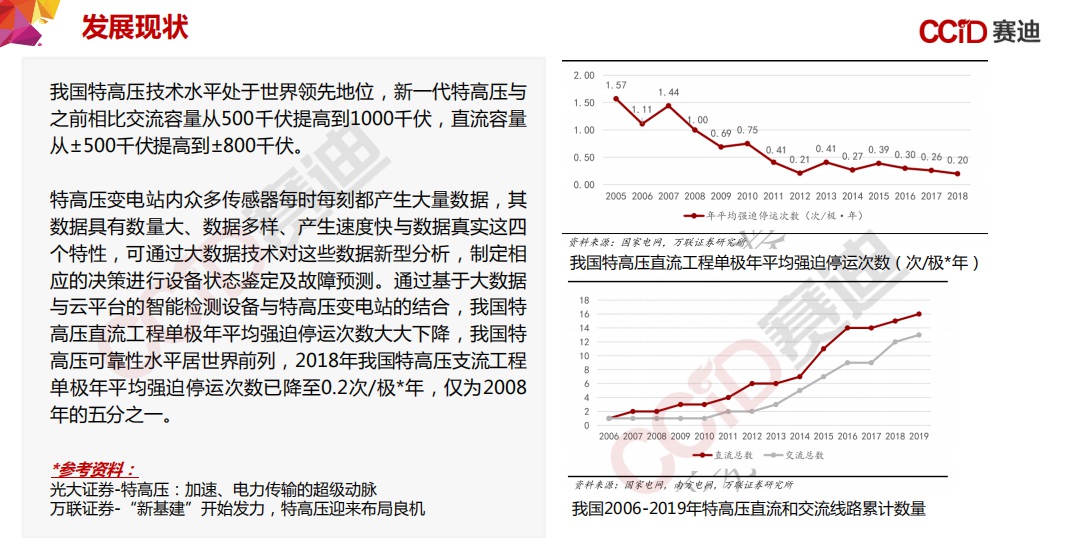 发展现状
CCID 赛迪
我国特高压技术水平处于世界领先地位，新一代特高压与
之前相比交流容量从500千伏提高到1000千伏，直流容量
从±500千伏提高到±800千伏。
特高压变电站内众多传感器每时每刻都产生大量数据，其
数据具有数量大、数据多样、产生速度快与数据真实这四
个特性，可通过大数据技术对这些数据新型分析，制定相
应的决策进行设备状态鉴定及故障预测。通过基于大数据
与云平台的智能检测设备与特高压变电站的结合，我国特
高压直流工程单极年平均强迫停运次数大大下降，我国特
高压可靠性水平居世界前列，2018年我国特高压支流工程
单极年平均强迫停运次数已降至0.2次/极*年，仅为2008
年的五分之一。
*参考资料：
光大证券-特高压：加速、电力传输的超级动脉
万联证券-“新基建”开始发力，特高压迎来布局良机
2.00
1.50
1.00
0.50
0.00
1.57
1.11
1.44
1.00
0.69
0.75
0.41
0.21
0.41
0.27
0.39
0.30
0.26
0.20
2005 2006 2007 2008 2009 2010 2011 2012 2013 2014 2015 2016 2017 2018
年平均强迫停运次数（次/极·年）
资料来源：国家电网，万联证券研究所
我国特高压直流工程单极年平均强迫停运次数（次/极*年）
18
16
14
12
10
8
6
4
2
0
2006 2007 2008 2009 2010 2011 2012 2013 2014 2015 2016 2017 2018 2019
直流总数 交流总数
资料来源：国家电网，南方电网，万联证券研究所
我国2006-2019年特高压直流和交流线路累计数量
CCID赛迪
CCID赛迪